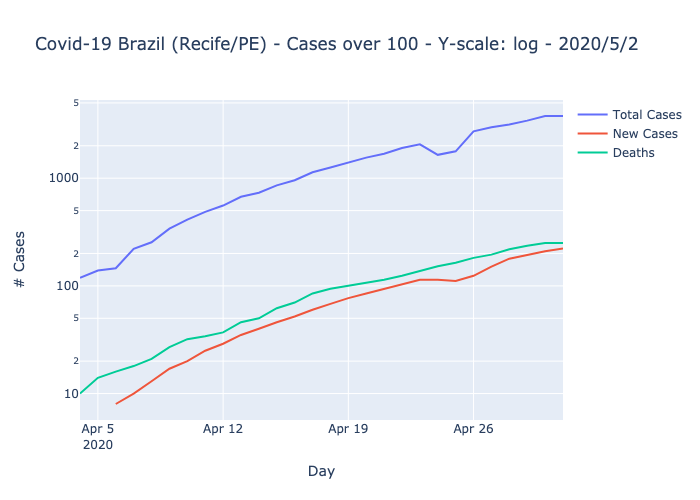 Covid-19 Brazil (Recife/PE) - Cases over 100 - Y-scale: log - 2020/5/2
Total Cases
New Cases
Deaths
# Cases
5
2
1000
5
2
100
5
2
10
Apr 5
2020
Apr 12
Apr 19
Apr 26
Day